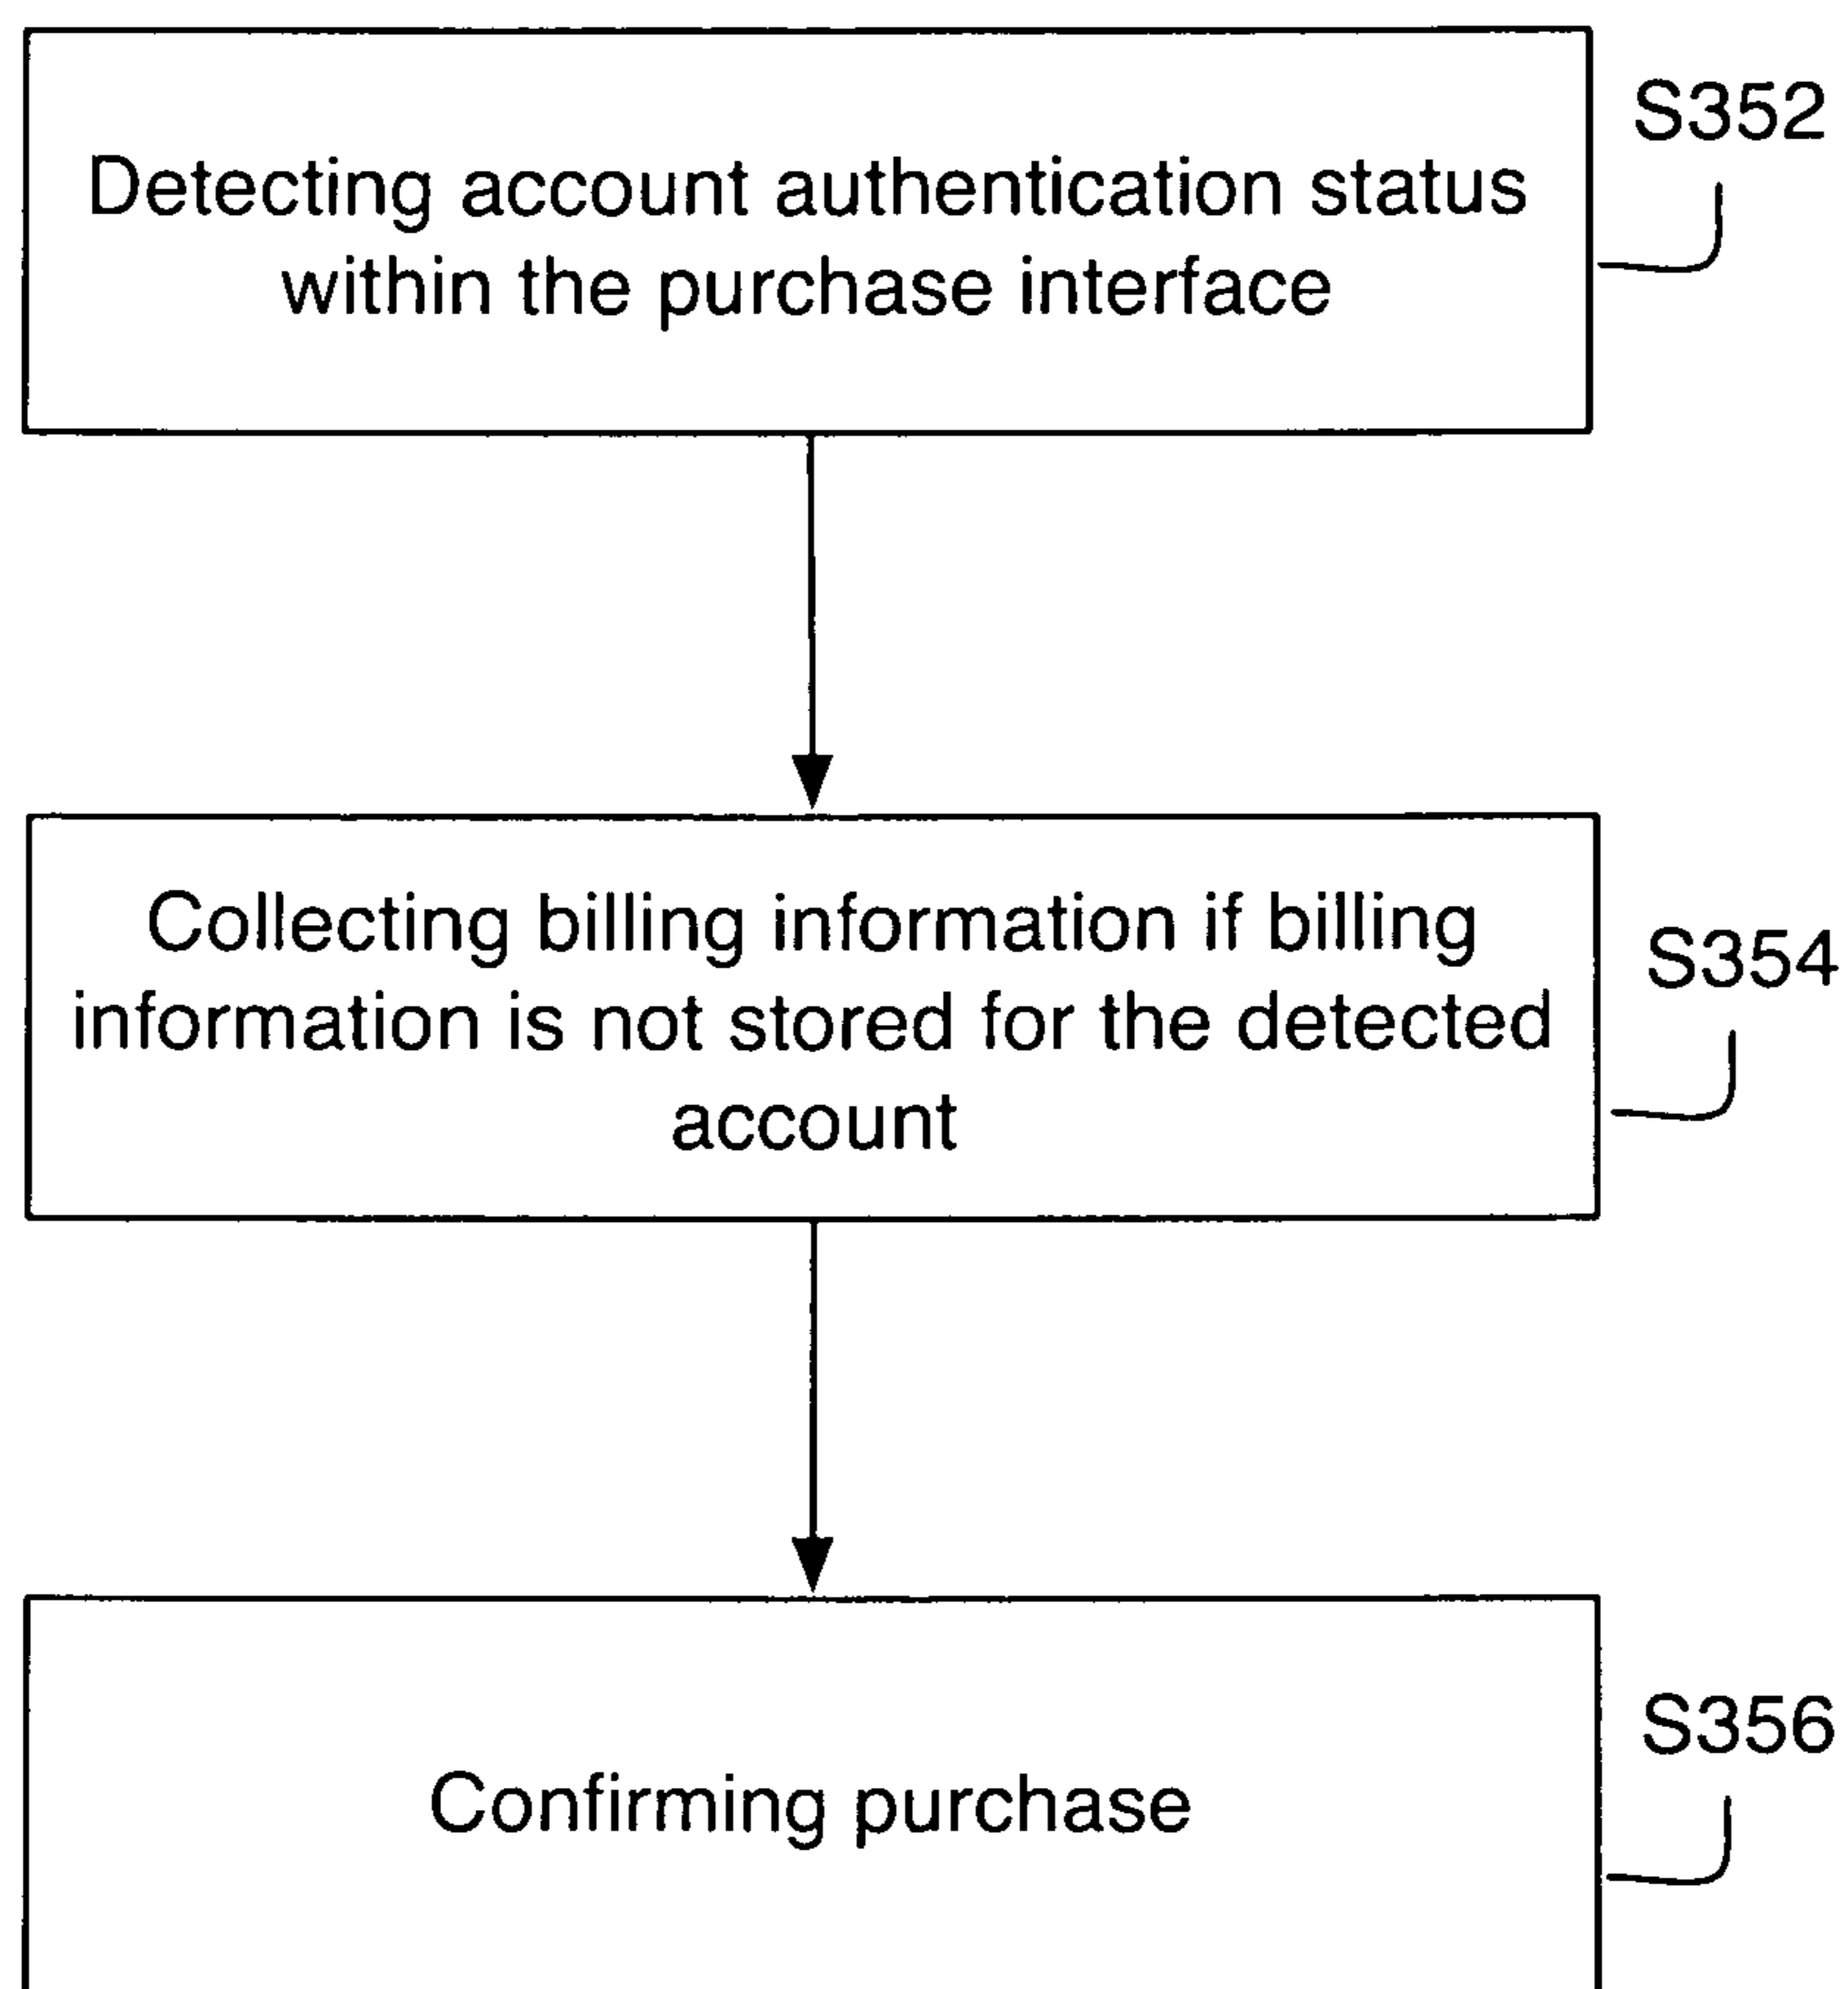 S352
Detecting account authentication status
within the purchase interface
Collecting billing information if billing
information is not stored for the detected
account
S354
S356
Confirming purchase